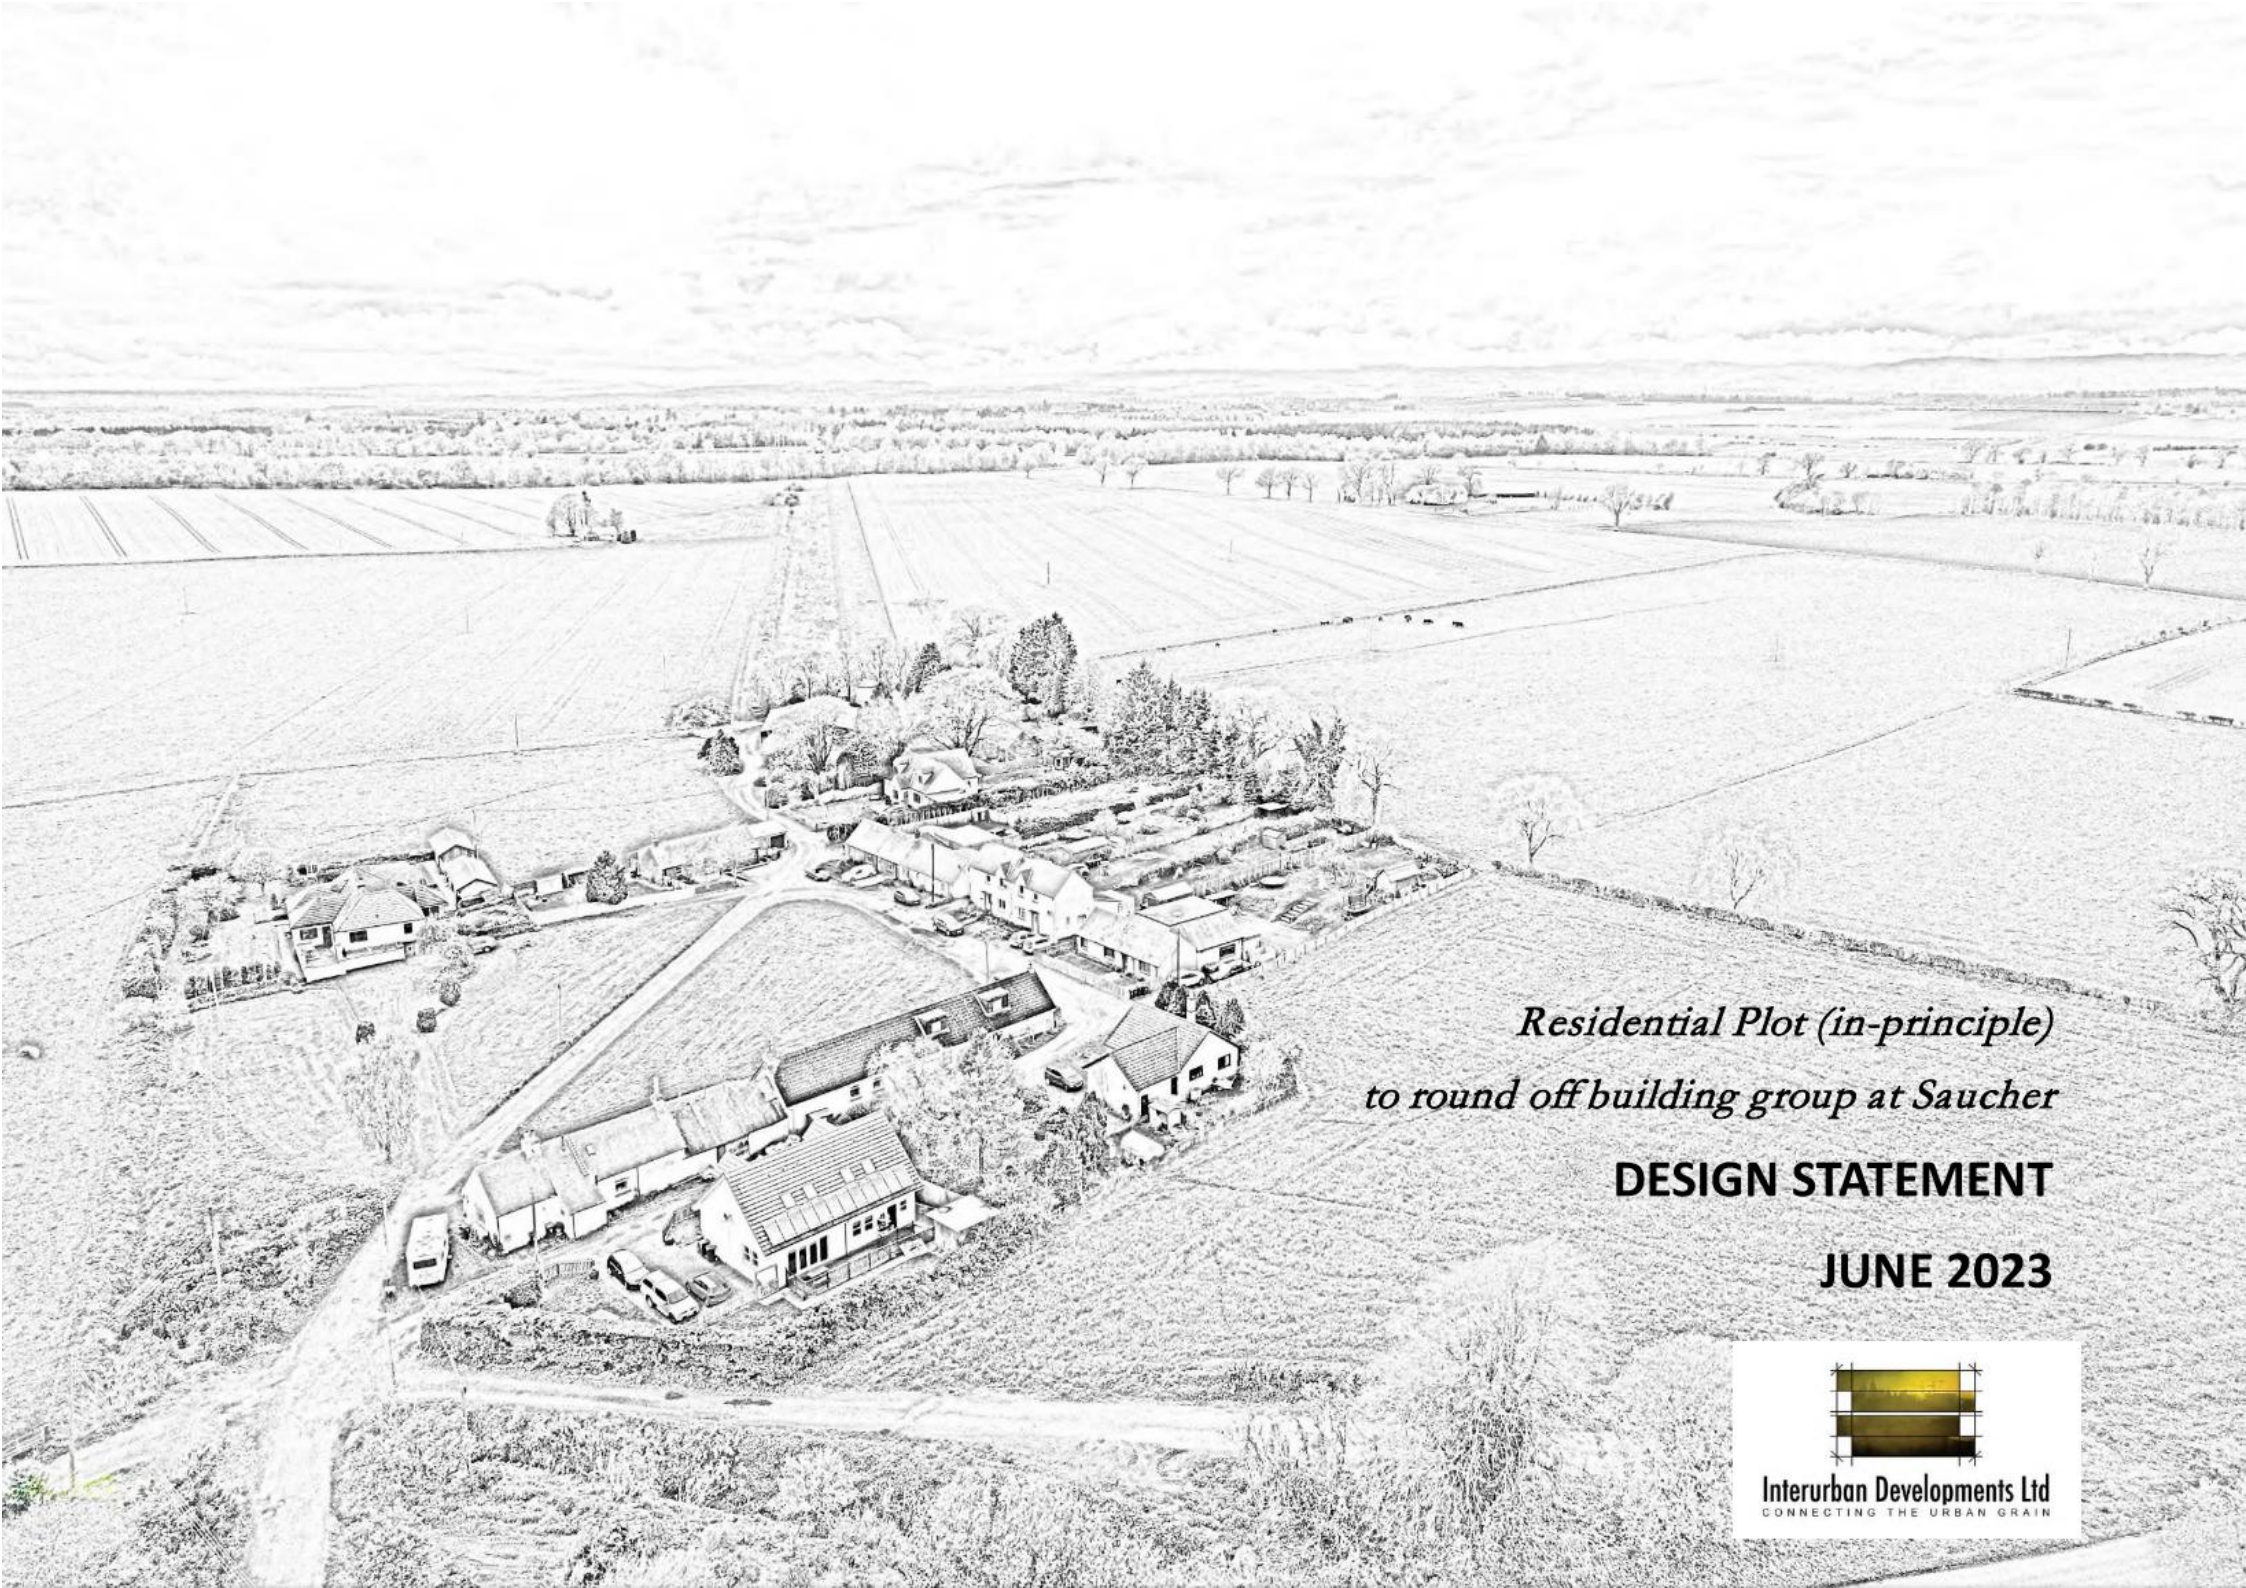 Residential Plot (in-principle)
to round off building group at Saucher
DESIGN STATEMENT
JUNE 2023
Interurban Developments Ltd
CONNECTING THE URBAN GRAIN